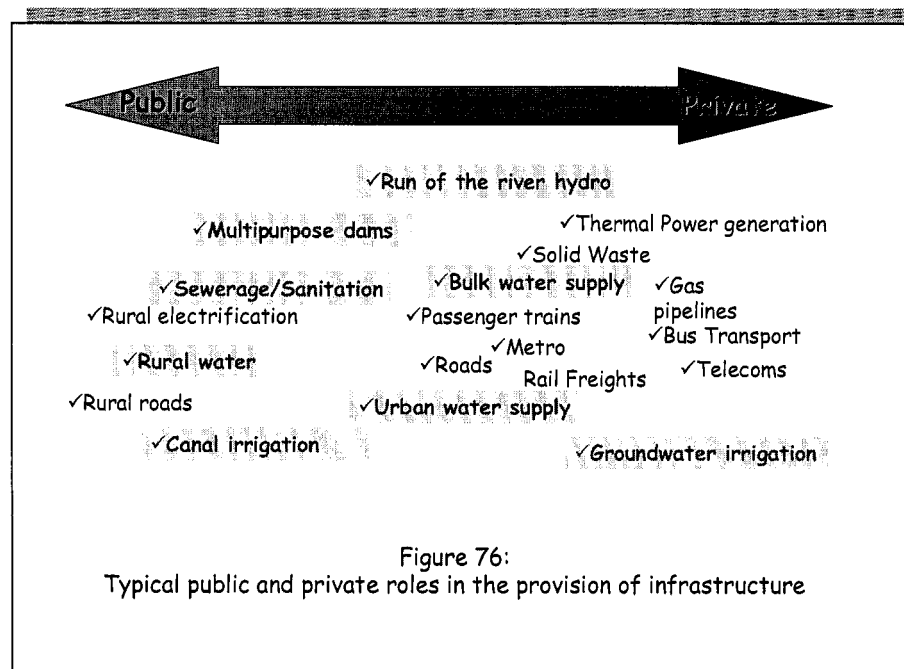 Public Private
✓Run of the river hydro
✓Multipurpose dams ✓Thermal Power generation
✓Solid Waste
✓Sewerage/Sanitation ✓Bulk water supply ✓Gas
pipelines
✓Rural electrification ✓Passenger trains
✓Bus Transport
✓Metro
✓Rural water ✓Roads Rail Freights ✓Telecoms
✓Rural roads ✓Urban water supply
✓Canal irrigation ✓Groundwater irrigation
Figure 76:
Typical public and private roles in the provision of infrastructure